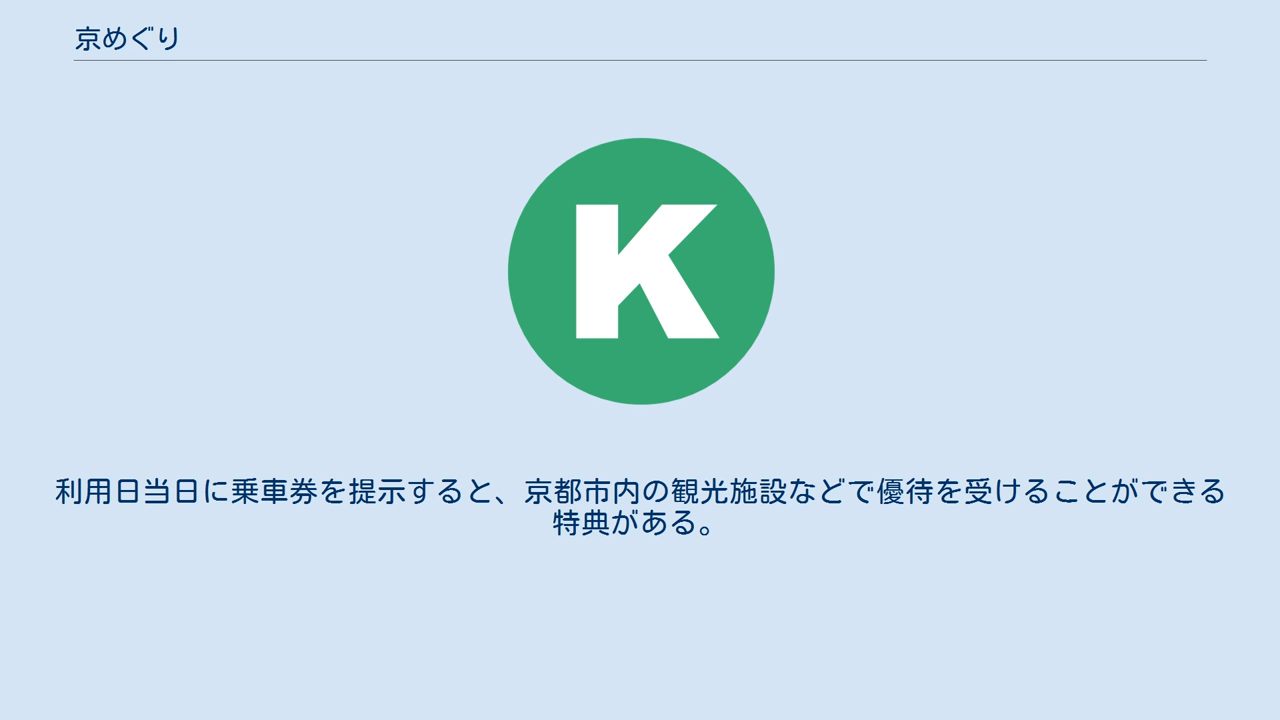 京めぐり
K
利用日当日に乗車券を提示すると、京都市内の観光施設などで優待を受けることができる
特典がある。